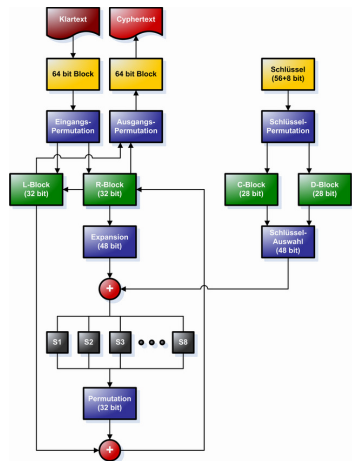 Klartext
Cyphertext
64 bit Block
64 bit Block
Schlüssel
(56+8 bit)
Eingangs-
Permutation
Ausgangs-
Permutation
Schlüssel-
Permutation
L-Block
(32 bit)
R-Block
(32 bit)
C-Block
(28 bit)
D-Block
(28 bit)
Expansion
(48 bit)
Schlüssel-
Auswahl
(48 bit)
+
S1
S2
S3
S8
Permutation
(32 bit)
+